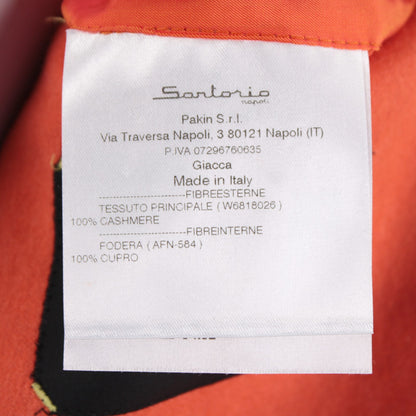 Sartorio
napoli
Pakin S.r.l.
Via Traversa Napoli, 3 80121 Napoli (IT)
P.IVA 07296760635
Giacca
Made in Italy
--------------------FIBREESTERNE
TESSUTO PRINCIPALE ( W6818026 )
100% CASHMERE
--------------------FIBREINTERNE
FODERA ( AFN-584 )
100% CUPRO